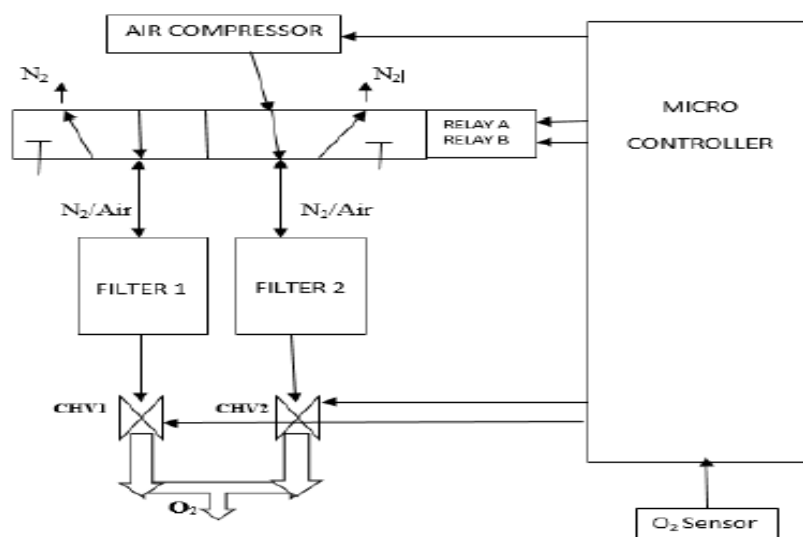 AIR COMPRESSOR
N₂
N₂|
RELAY A
RELAY B
MICRO
CONTROLLER
N₂/Air
N₂/Air
FILTER 1
FILTER 2
CHV1
CHV2
O₂
O₂ Sensor